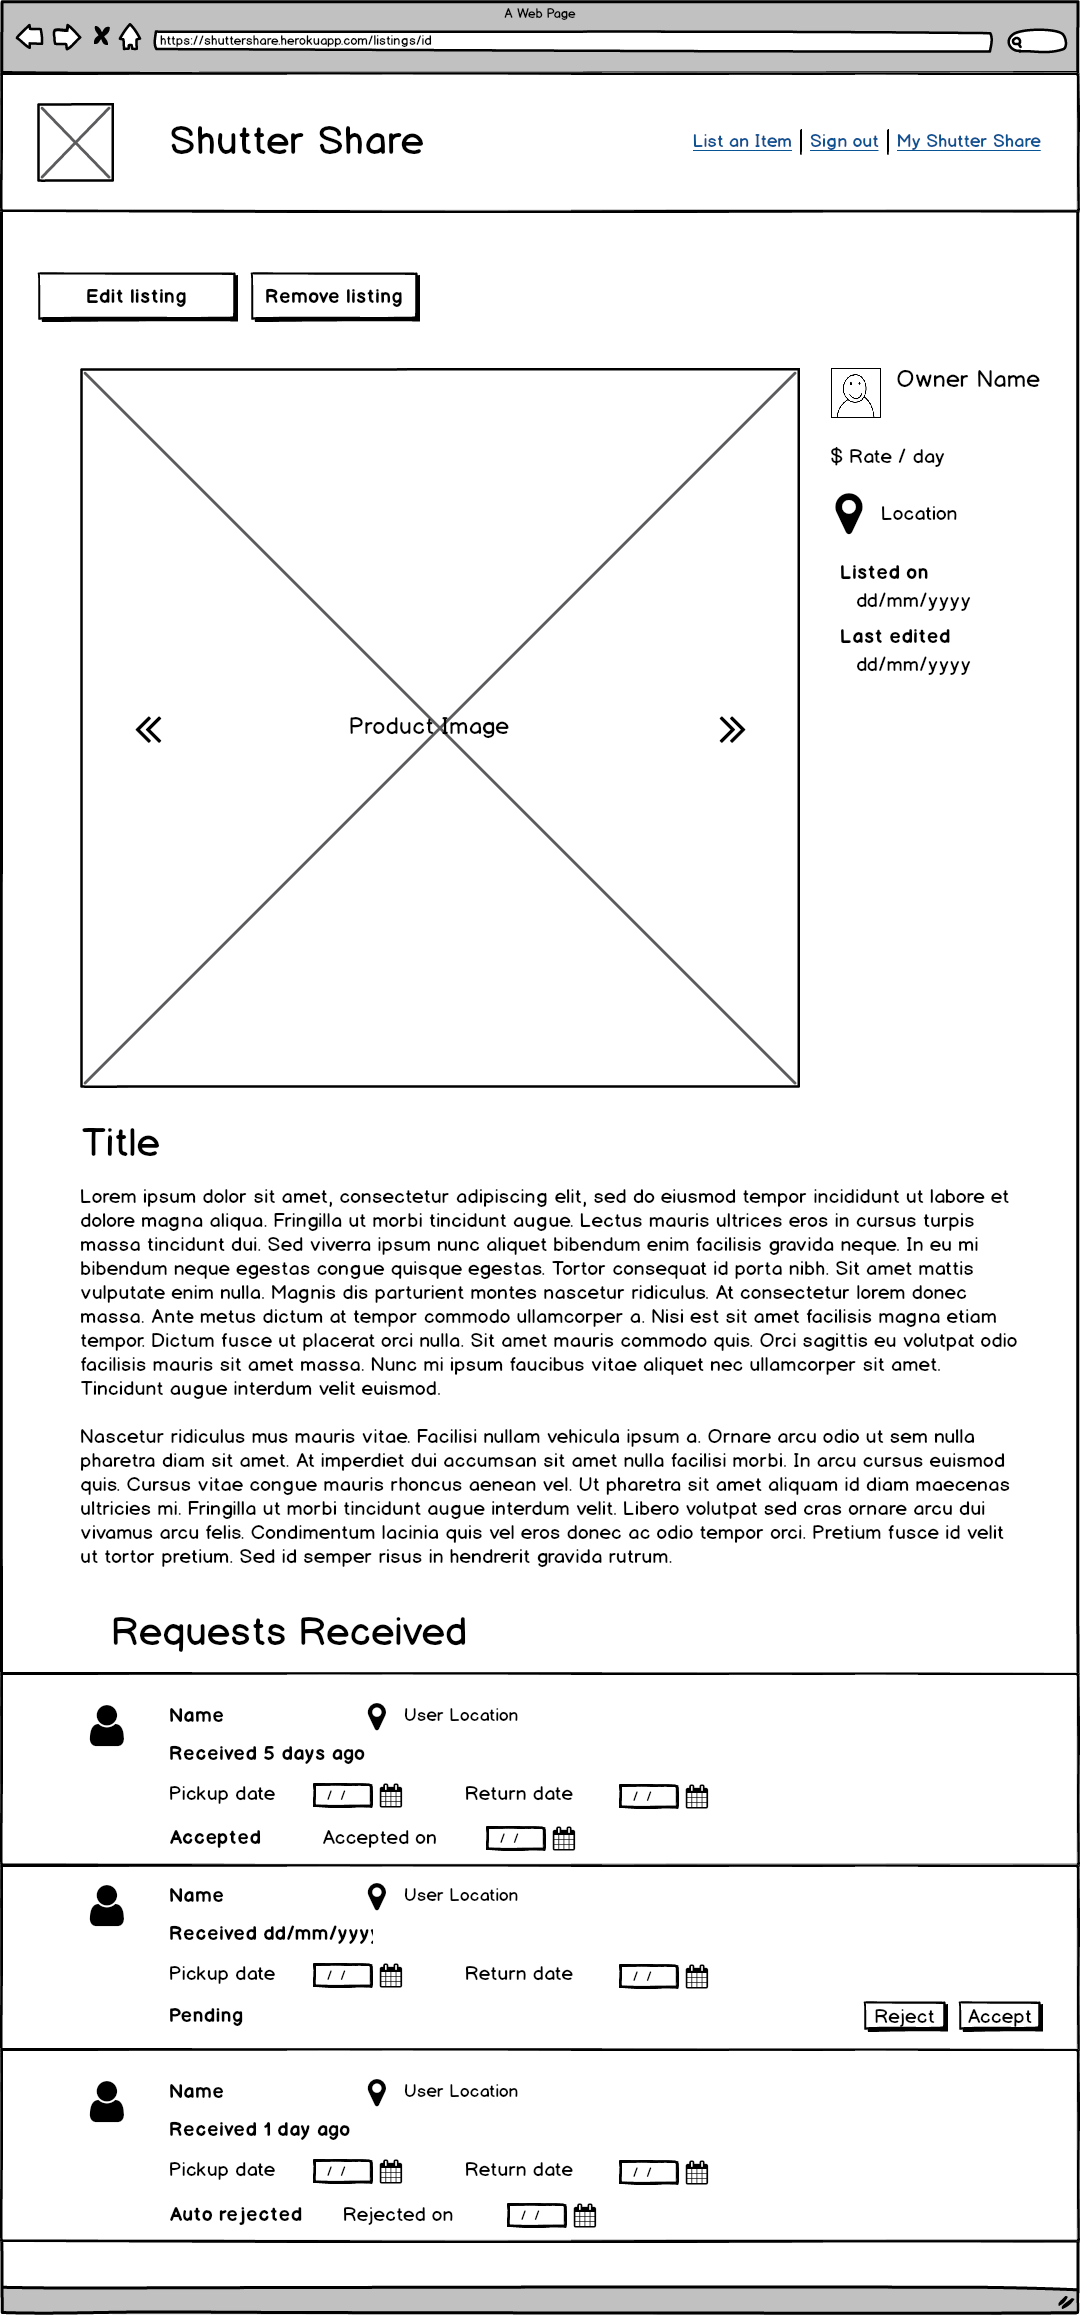 A Web Page
https://shuttershare.herokuapp.com/listings/id
Shutter Share
List an Item | Sign out | My Shutter Share
Edit listing
Remove listing
Owner Name
$ Rate / day
Location
Listed on
dd/mm/yyyy
Last edited
dd/mm/yyyy
Product Image
Title
Lorem ipsum dolor sit amet, consectetur adipiscing elit, sed do eiusmod tempor incididunt ut labore et
dolore magna aliqua. Fringilla ut morbi tincidunt augue. Lectus mauris ultrices eros in cursus turpis
massa tincidunt dui. Sed viverra ipsum nunc aliquet bibendum enim facilisis gravida neque. In eu mi
bibendum neque egestas congue quisque egestas. Tortor consequat id porta nibh. Sit amet mattis
vulputate enim nulla. Magnis dis parturient montes nascetur ridiculus. At consectetur lorem donec
massa. Ante metus dictum at tempor commodo ullamcorper a. Nisi est sit amet facilisis magna etiam
tempor. Dictum fusce ut placerat orci nulla. Sit amet mauris commodo quis. Orci sagittis eu volutpat odio
facilisis mauris sit amet massa. Nunc mi ipsum faucibus vitae aliquet nec ullamcorper sit amet.
Tincidunt augue interdum velit euismod.
Nascetur ridiculus mus mauris vitae. Facilisi nullam vehicula ipsum a. Ornare arcu odio ut sem nulla
pharetra diam sit amet. At imperdiet dui accumsan sit amet nulla facilisi morbi. In arcu cursus euismod
quis. Cursus vitae congue mauris rhoncus aenean vel. Ut pharetra sit amet aliquam id diam maecenas
ultricies mi. Fringilla ut morbi tincidunt augue interdum velit. Libero volutpat sed cras ornare arcu dui
vivamus arcu felis. Condimentum lacinia quis vel eros donec ac odio tempor orci. Pretium fusce id velit
ut tortor pretium. Sed id semper risus in hendrerit gravida rutrum.
Requests Received
Name User Location
Received 5 days ago
Pickup date / / Return date / /
Accepted Accepted on / /
Name User Location
Received dd/mm/yyyy
Pickup date / / Return date / /
Pending Reject Accept
Name User Location
Received 1 day ago
Pickup date / / Return date / /
Auto rejected Rejected on / /